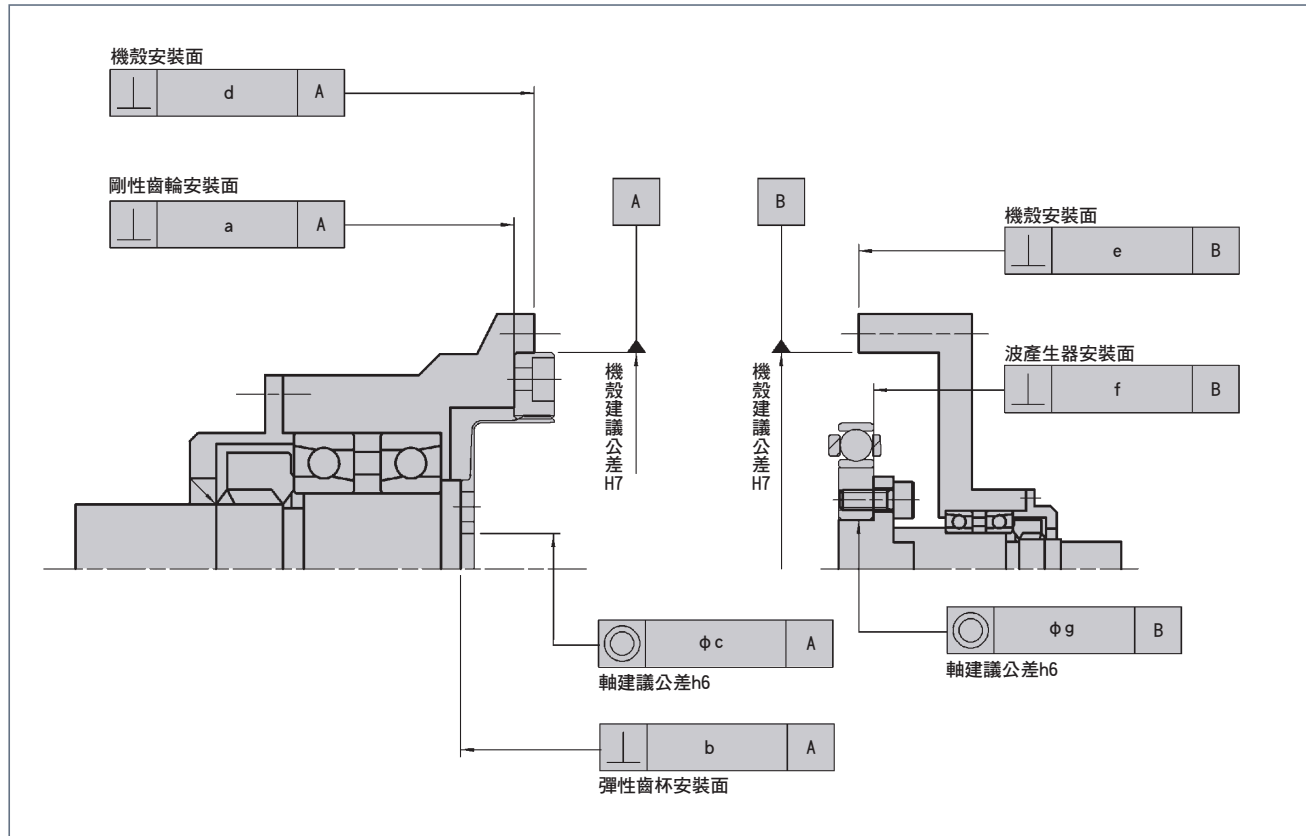 機殼安裝面
⊥ d A
剛性齒輪安裝面
⊥ a A
A
B
機殼安裝面
⊥ e B
波產生器安裝面
⊥ f B
機殼建議公差H7
機殼建議公差H7
◎ φc A
軸建議公差h6
◎ φg B
軸建議公差h6
⊥ b A
彈性齒杯安裝面